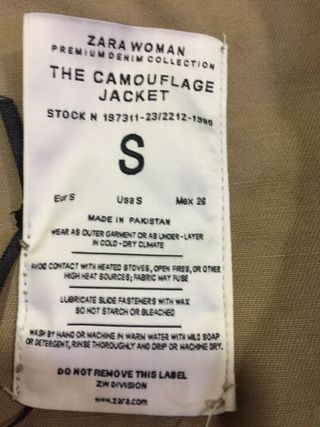 ZARA WOMAN
PREMIUM DENIM COLLECTION
THE CAMOUFLAGE
JACKET
STOCK N 197311-23/2212-1990
S
Eur S Usa S Mex 26
MADE IN PAKISTAN
WEAR AS OUTER GARMENT OR AS UNDER-LAYER
IN COLD-DRY CLIMATE
AVOID CONTACT WITH HEATED STOVES, OPEN FIRES, OR OTHER
HIGH HEAT SOURCES; FABRIC MAY FUSE
LUBRICATE SLIDE FASTENERS WITH WAX
SO NOT STARCH OR BLEACHED
WASH BY HAND OR MACHINE IN WARM WATER WITH MILD SOAP
OR DETERGENT, RINSE THOROUGHLY AND DRIP OR MACHINE DRY.
DO NOT REMOVE THIS LABEL
ZW DIVISION
www.zara.com